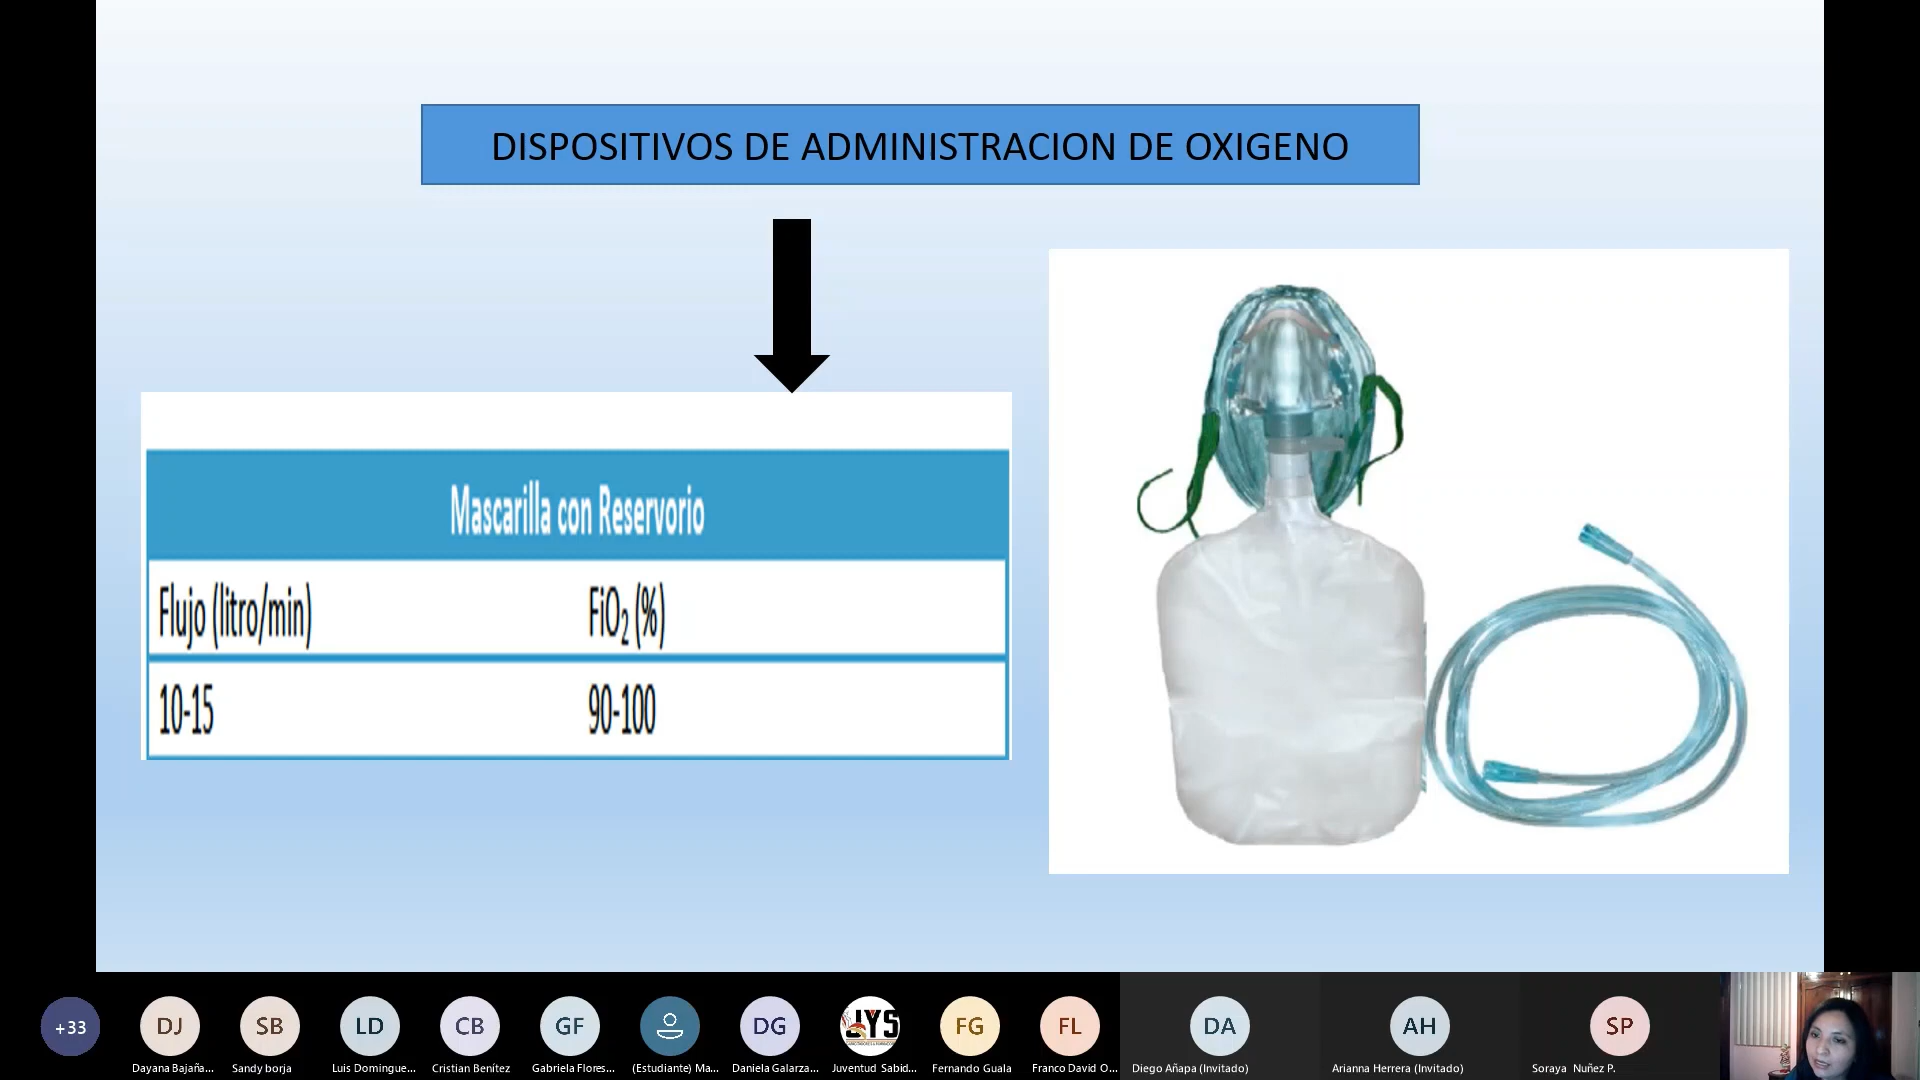 DISPOSITIVOS DE ADMINISTRACION DE OXIGENO
Mascarilla con Reservorio
Flujo (litro/min) FiO₂ (%)
10-15 90-100
+33 DJ SB LD CB GF DG JYS FG FL DA AH SP
Dayana Bajaña... Sandy borja Luis Domingue... Cristian Benítez Gabriela Flores... (Estudiante) Ma... Daniela Galarza... Juventud Sabid... Fernando Guala Franco David O... Diego Añapa (Invitado) Arianna Herrera (Invitado) Soraya Nuñez P.